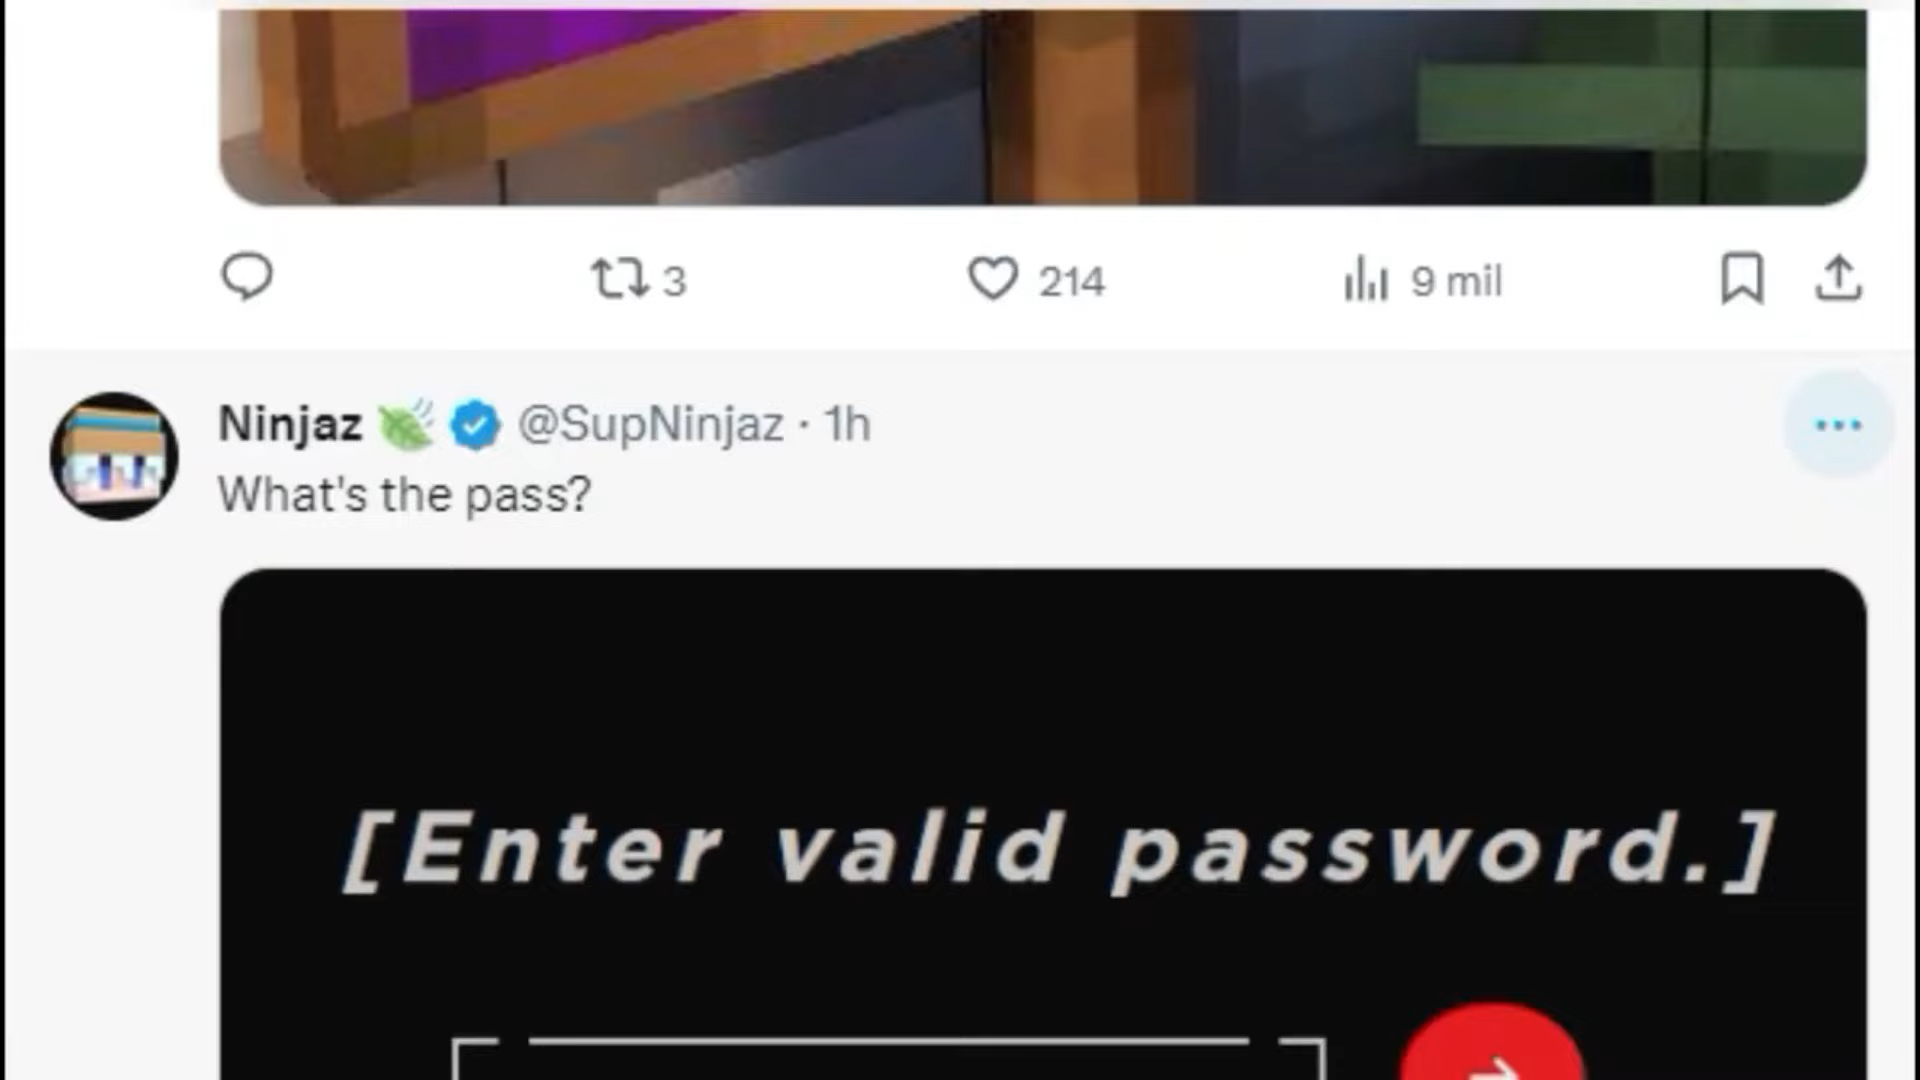 3
214
9 mil
Ninjaz @SupNinjaz · 1h
What's the pass?
[Enter valid password.]